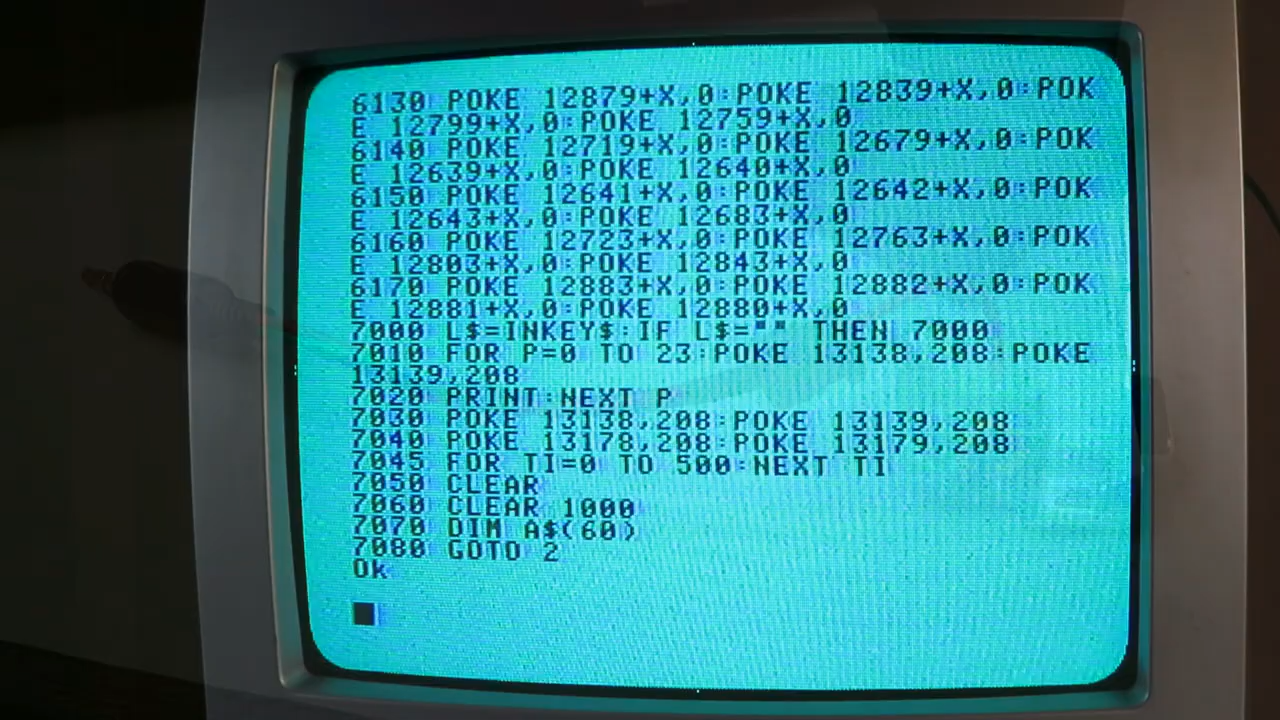 6130 POKE 12879+X,0:POKE 12839+X,0:POK
E 12799+X,0:POKE 12759+X,0
6140 POKE 12719+X,0:POKE 12679+X,0:POK
E 12639+X,0:POKE 12640+X,0
6150 POKE 12641+X,0:POKE 12642+X,0:POK
E 12643+X,0:POKE 12683+X,0
6160 POKE 12723+X,0:POKE 12763+X,0:POK
E 12803+X,0:POKE 12843+X,0
6170 POKE 12883+X,0:POKE 12882+X,0:POK
E 12881+X,0:POKE 12880+X,0
7000 L$=INKEY$:IF L$="" THEN 7000
7010 FOR P=0 TO 23:POKE 13138,208:POKE
13139,208
7020 PRINT:NEXT P
7030 POKE 13138,208:POKE 13139,208
7040 POKE 13178,208:POKE 13179,208
7045 FOR TI=0 TO 500:NEXT TI
7050 CLEAR
7060 CLEAR 1000
7070 DIM A$(60)
7080 GOTO 2
Ok